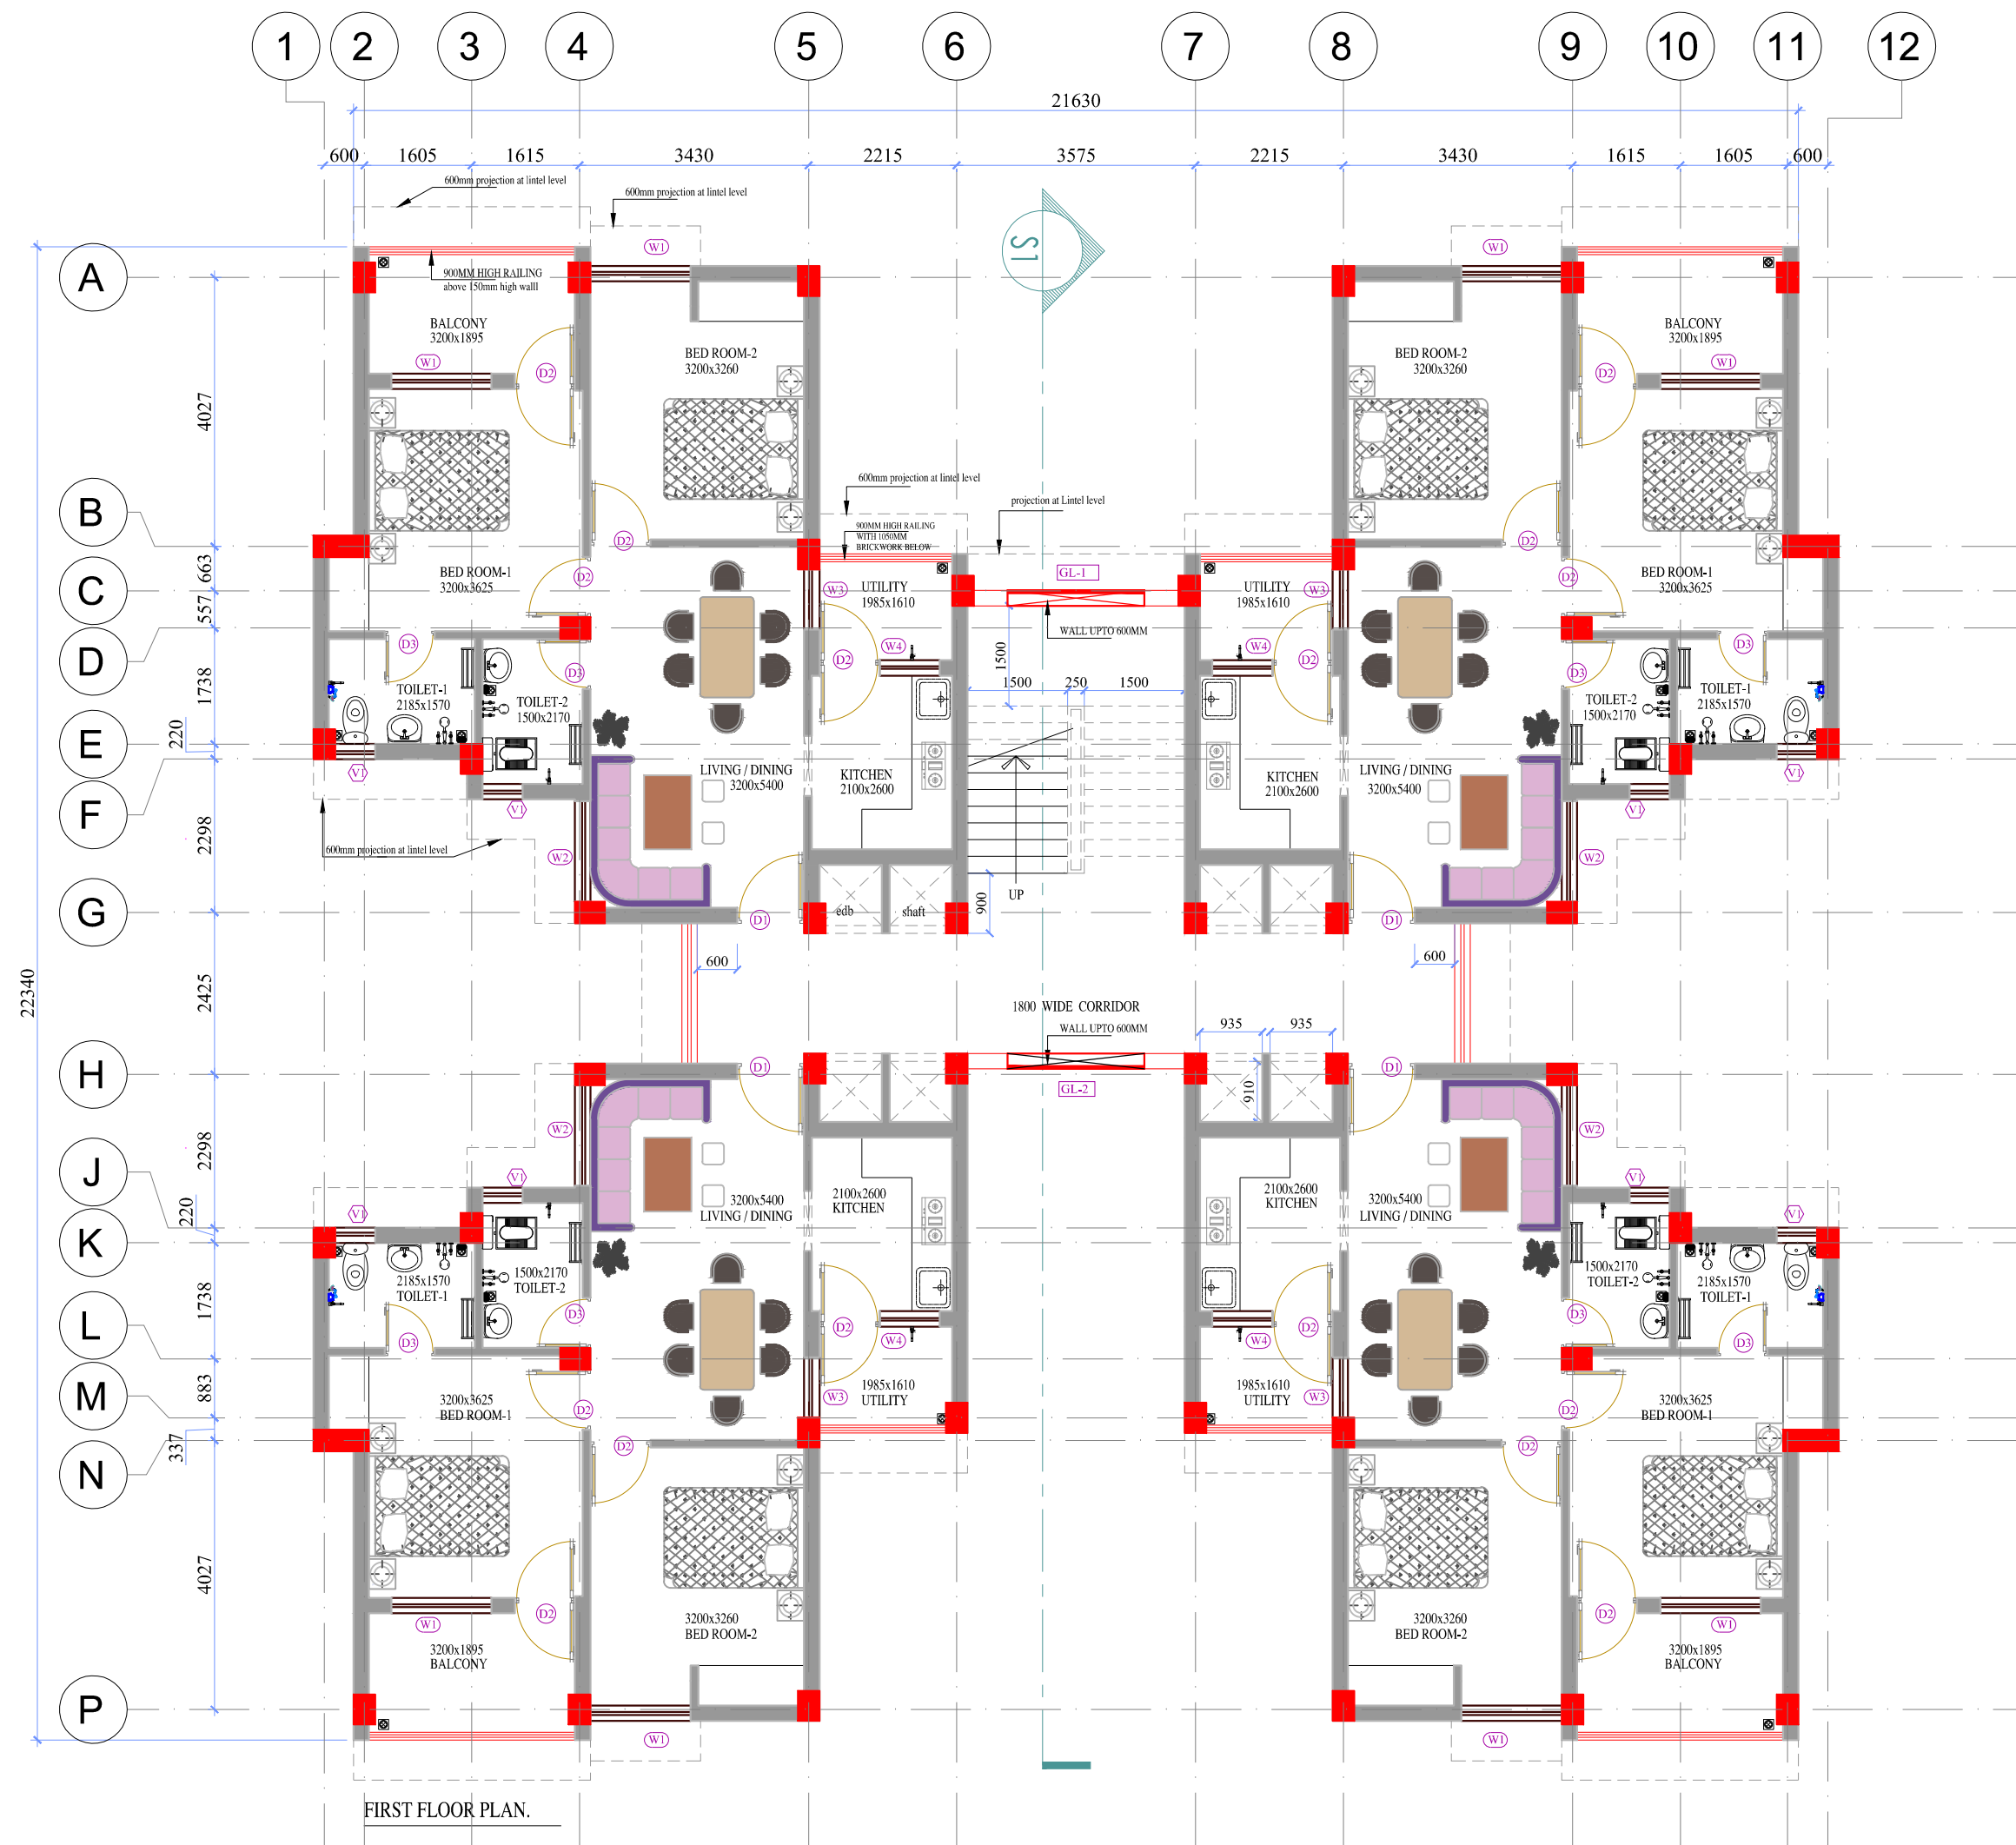 1 2 3 4 5 6 7 8 9 10 11 12
21630
600 1605 1615 3430 2215 3575 2215 3430 1615 1605 600
600mm projection at lintel level
600mm projection at lintel level
S1
A
W1 W1
900MM HIGH RAILING
above 150mm high walll
BALCONY
3200x1895
BALCONY
3200x1895
W1 D2 D2 W1
BED ROOM-2
3200x3260
BED ROOM-2
3200x3260
4027
600mm projection at lintel level
projection at Lintel level
B
900MM HIGH RAILING
WITH 1050MM
BRICKWORK BELOW
D2 D2
663
C
BED ROOM-1
3200x3625
D2
W3
UTILITY
1985x1610
GL-1
UTILITY
1985x1610
W3
D2
BED ROOM-1
3200x3625
557
WALL UPTO 600MM
D
D3 D3 W4 D2 1500 W4 D2 D3 D3
1738
1500 250 1500
TOILET-1
2185x1570
TOILET-2
1500x2170
TOILET-2
1500x2170
TOILET-1
2185x1570
E
220
V1 V1
LIVING / DINING
3200x5400
KITCHEN
2100x2600
KITCHEN
2100x2600
LIVING / DINING
3200x5400
F
V1 V1
2298
600mm projection at lintel level
W2 W2
UP
900
G
edb shaft
D1 D1
600 600
2425
22340
1800 WIDE CORRIDOR
WALL UPTO 600MM
935 935
H
D1 D1
GL-2
910
2298
W2 W2
J
V1 V1
3200x5400
LIVING / DINING
2100x2600
KITCHEN
2100x2600
KITCHEN
3200x5400
LIVING / DINING
220
V1 V1
K
2185x1570
TOILET-1
1500x2170
TOILET-2
1500x2170
TOILET-2
2185x1570
TOILET-1
1738
L
D3 D3 D2 W4 W4 D2 D3 D3
883
M
3200x3625
BED ROOM-1
D2
W3
1985x1610
UTILITY
1985x1610
UTILITY
W3
D2
3200x3625
BED ROOM-1
337
N
D2 D2
4027
W1 D2 D2 W1
3200x3260
BED ROOM-2
3200x3260
BED ROOM-2
3200x1895
BALCONY
3200x1895
BALCONY
P
W1 W1
FIRST FLOOR PLAN.